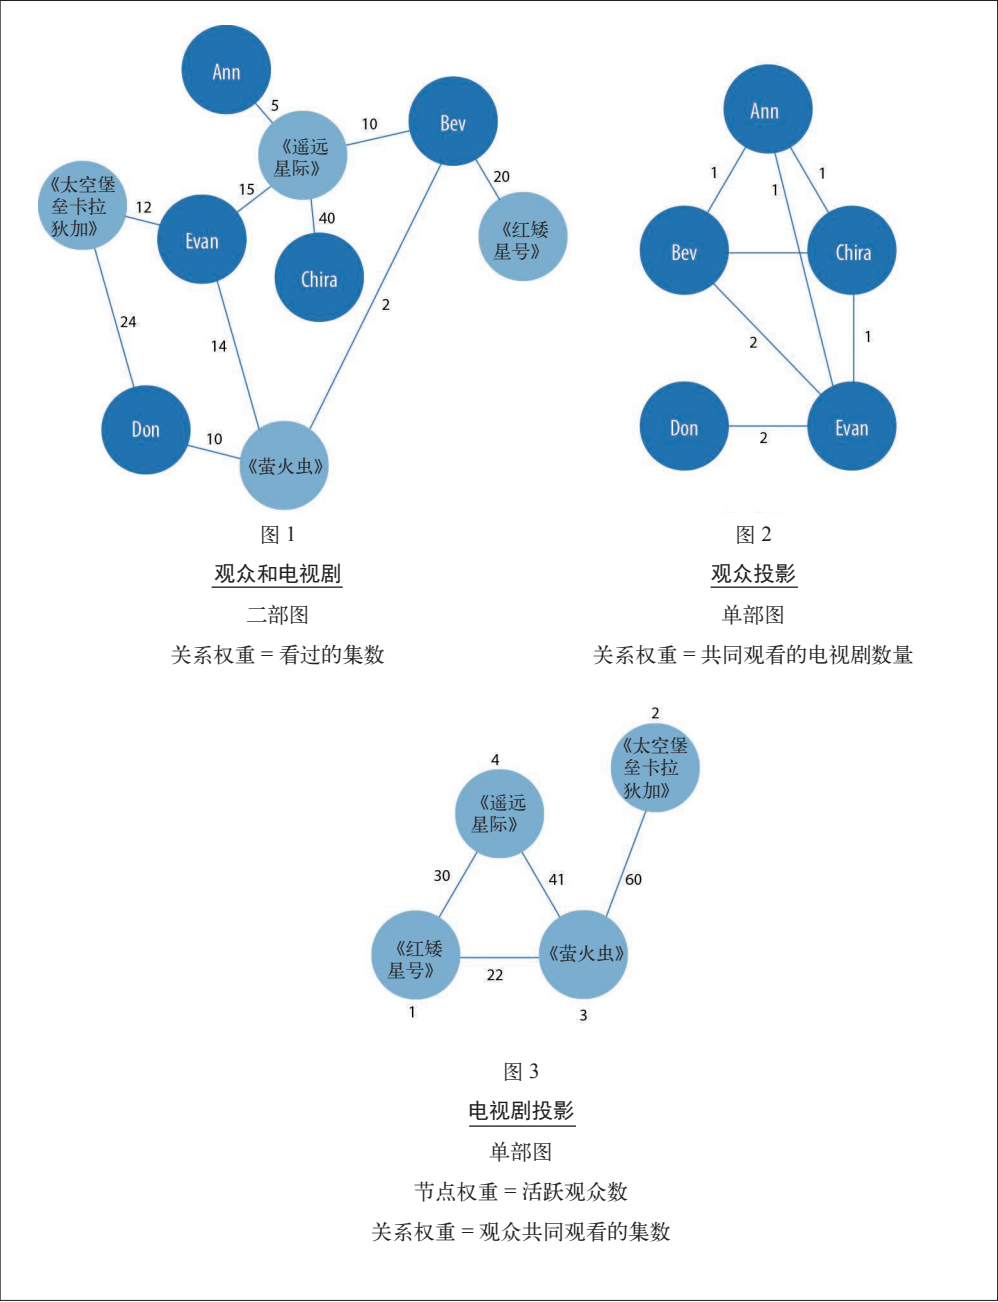 Ann
5
《遥远
星际》
10
Bev
20
《红矮
星号》
《太空堡
垒卡拉
狄加》
12
Evan
15
40
Chira
2
24
14
Don
10
《萤火虫》
图 1
观众和电视剧
二部图
关系权重 = 看过的集数
Ann
1
1
1
Bev
Chira
2
1
Don
2
Evan
图 2
观众投影
单部图
关系权重 = 共同观看的电视剧数量
2
《太空堡
垒卡拉
狄加》
4
《遥远
星际》
30
41
60
《红矮
星号》
22
《萤火虫》
1
3
图 3
电视剧投影
单部图
节点权重 = 活跃观众数
关系权重 = 观众共同观看的集数